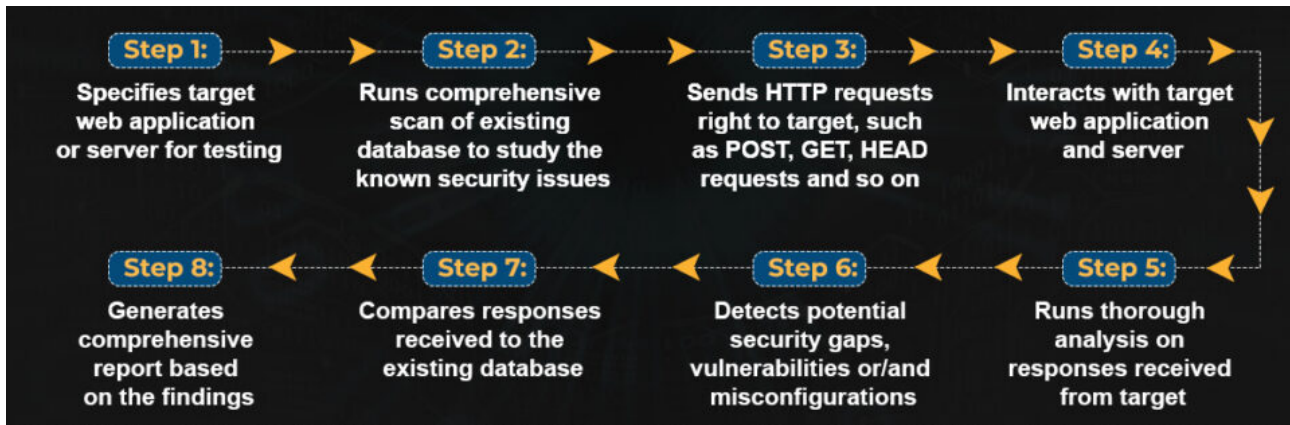 Step 1:
Specifies target
web application
or server for testing
Step 2:
Runs comprehensive
scan of existing
database to study the
known security issues
Step 3:
Sends HTTP requests
right to target, such
as POST, GET, HEAD
requests and so on
Step 4:
Interacts with target
web application
and server
Step 5:
Runs thorough
analysis on
responses received
from target
Step 6:
Detects potential
security gaps,
vulnerabilities or/and
misconfigurations
Step 7:
Compares responses
received to the
existing database
Step 8:
Generates
comprehensive
report based
on the findings